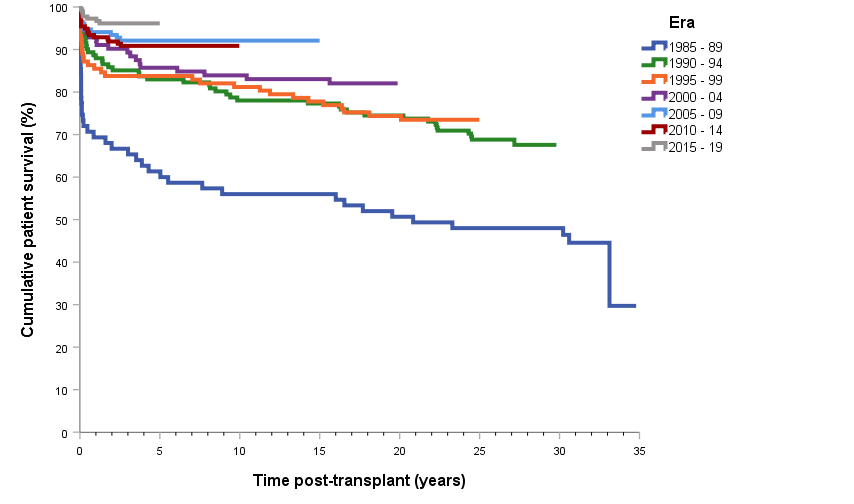 Era
1985 - 89
1990 - 94
1995 - 99
2000 - 04
2005 - 09
2010 - 14
2015 - 19
Cumulative patient survival (%)
100
90
80
70
60
50
40
30
20
10
0
0 5 10 15 20 25 30 35
Time post-transplant (years)